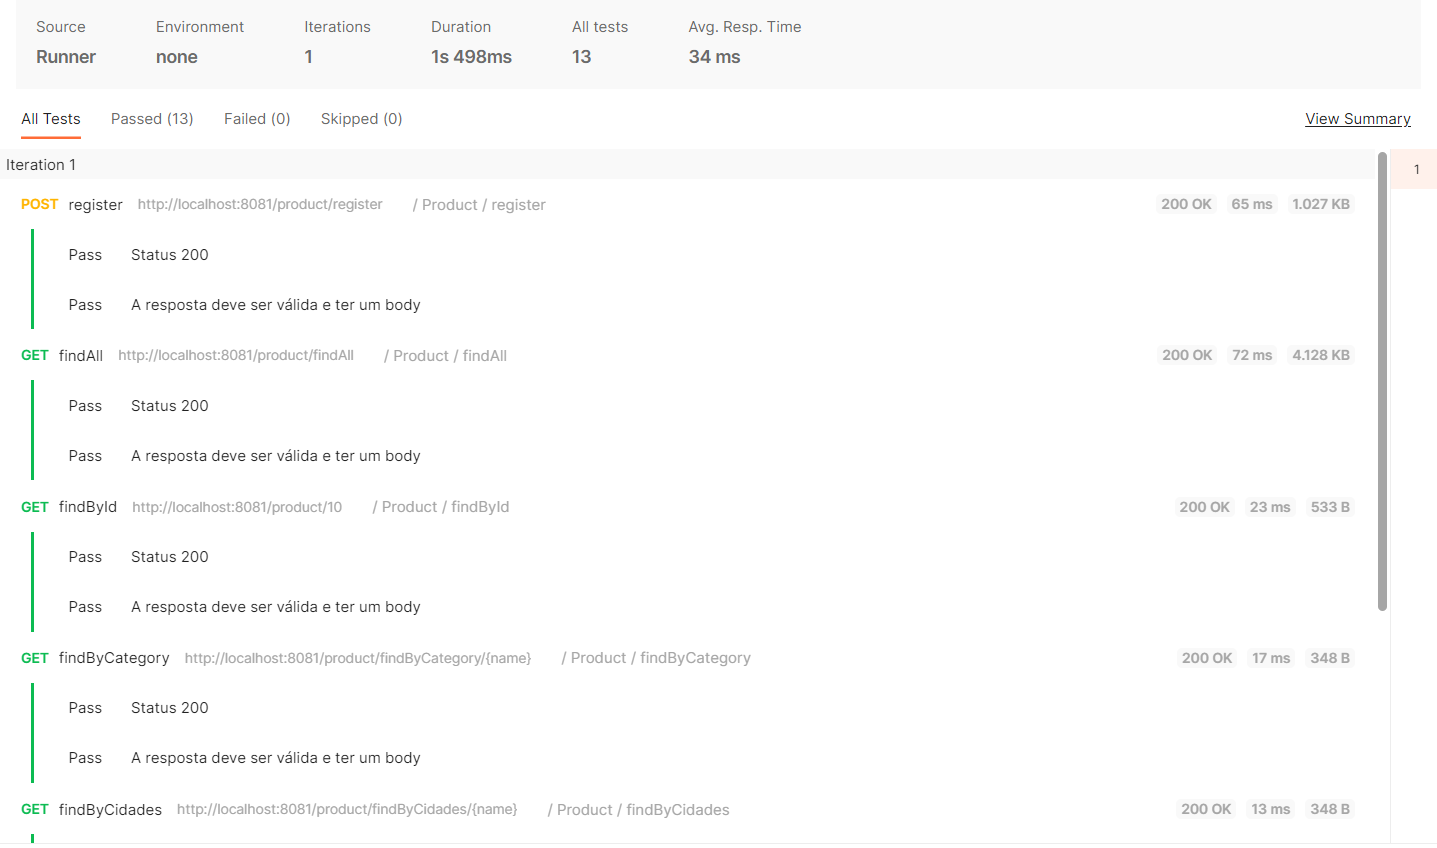 Source Environment Iterations Duration All tests Avg. Resp. Time
Runner none 1 1s 498ms 13 34 ms
All Tests Passed (13) Failed (0) Skipped (0) View Summary
Iteration 1
1
POST register http://localhost:8081/product/register / Product / register 200 OK 65 ms 1.027 KB
Pass Status 200
Pass A resposta deve ser válida e ter um body
GET findAll http://localhost:8081/product/findAll / Product / findAll 200 OK 72 ms 4.128 KB
Pass Status 200
Pass A resposta deve ser válida e ter um body
GET findById http://localhost:8081/product/10 / Product / findById 200 OK 23 ms 533 B
Pass Status 200
Pass A resposta deve ser válida e ter um body
GET findByCategory http://localhost:8081/product/findByCategory/{name} / Product / findByCategory 200 OK 17 ms 348 B
Pass Status 200
Pass A resposta deve ser válida e ter um body
GET findByCidades http://localhost:8081/product/findByCidades/{name} / Product / findByCidades 200 OK 13 ms 348 B